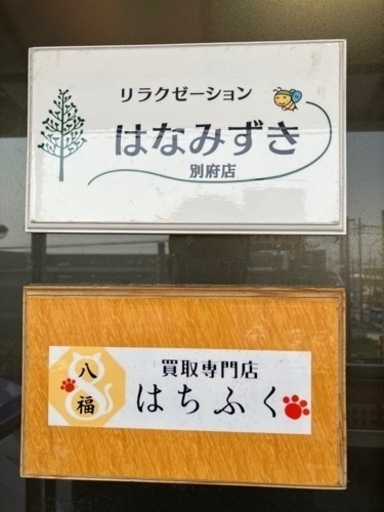 リラクゼーション
はなみずき
別府店
八福
買取専門店
はちふく